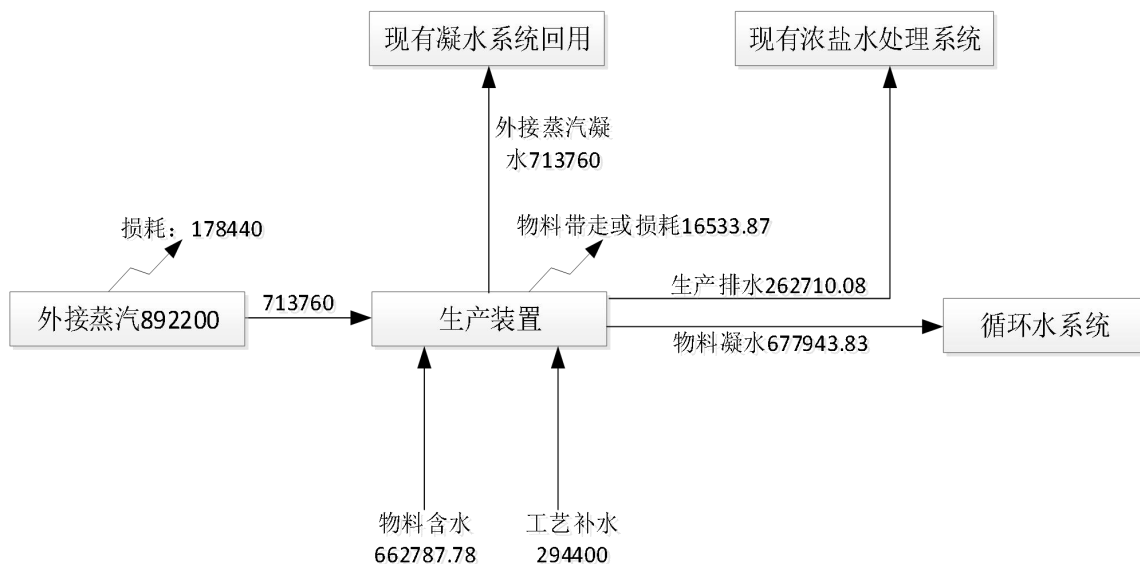 现有凝水系统回用
现有浓盐水处理系统
外接蒸汽凝
水713760
损耗：178440
物料带走或损耗16533.87
生产排水262710.08
外接蒸汽892200
713760
生产装置
循环水系统
物料凝水677943.83
物料含水
662787.78
工艺补水
294400